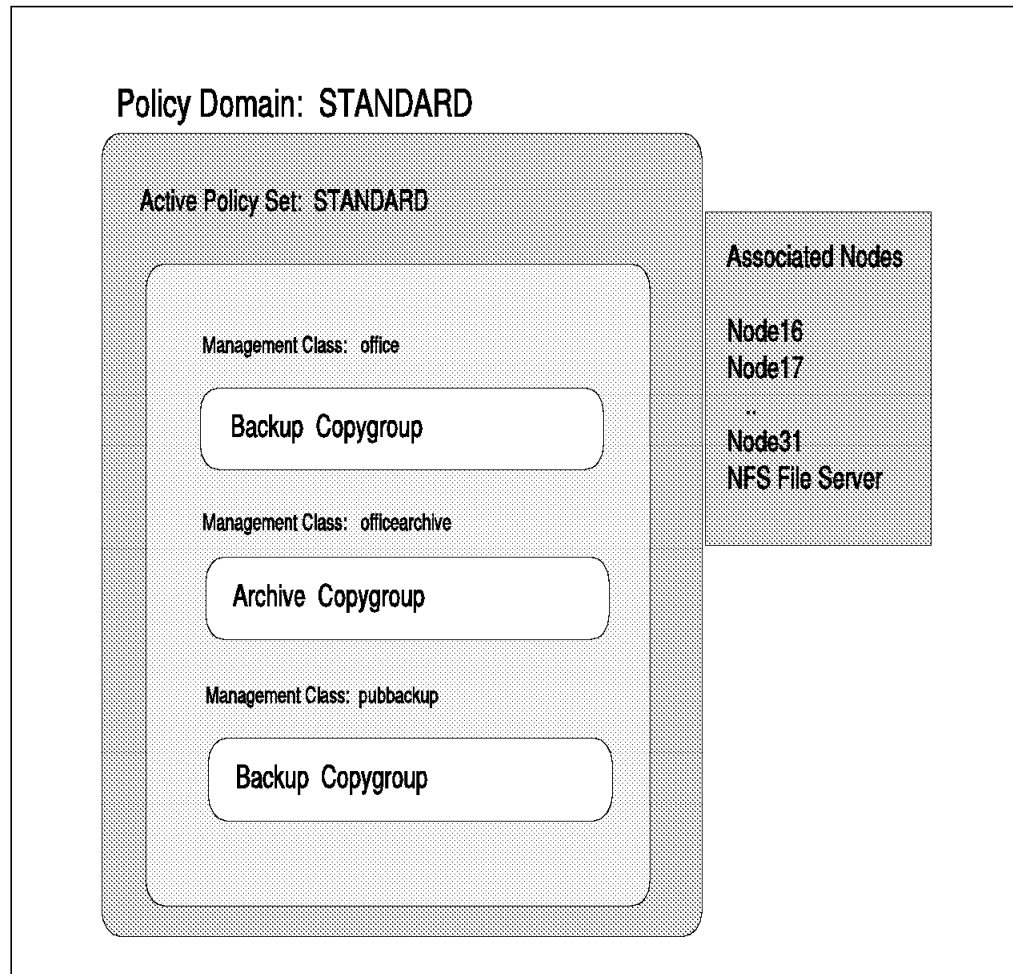 Policy Domain: STANDARD
Active Policy Set: STANDARD
Management Class: office
Backup Copygroup
Management Class: officearchive
Archive Copygroup
Management Class: pubbackup
Backup Copygroup
Associated Nodes
Node16
Node17
..
Node31
NFS File Server